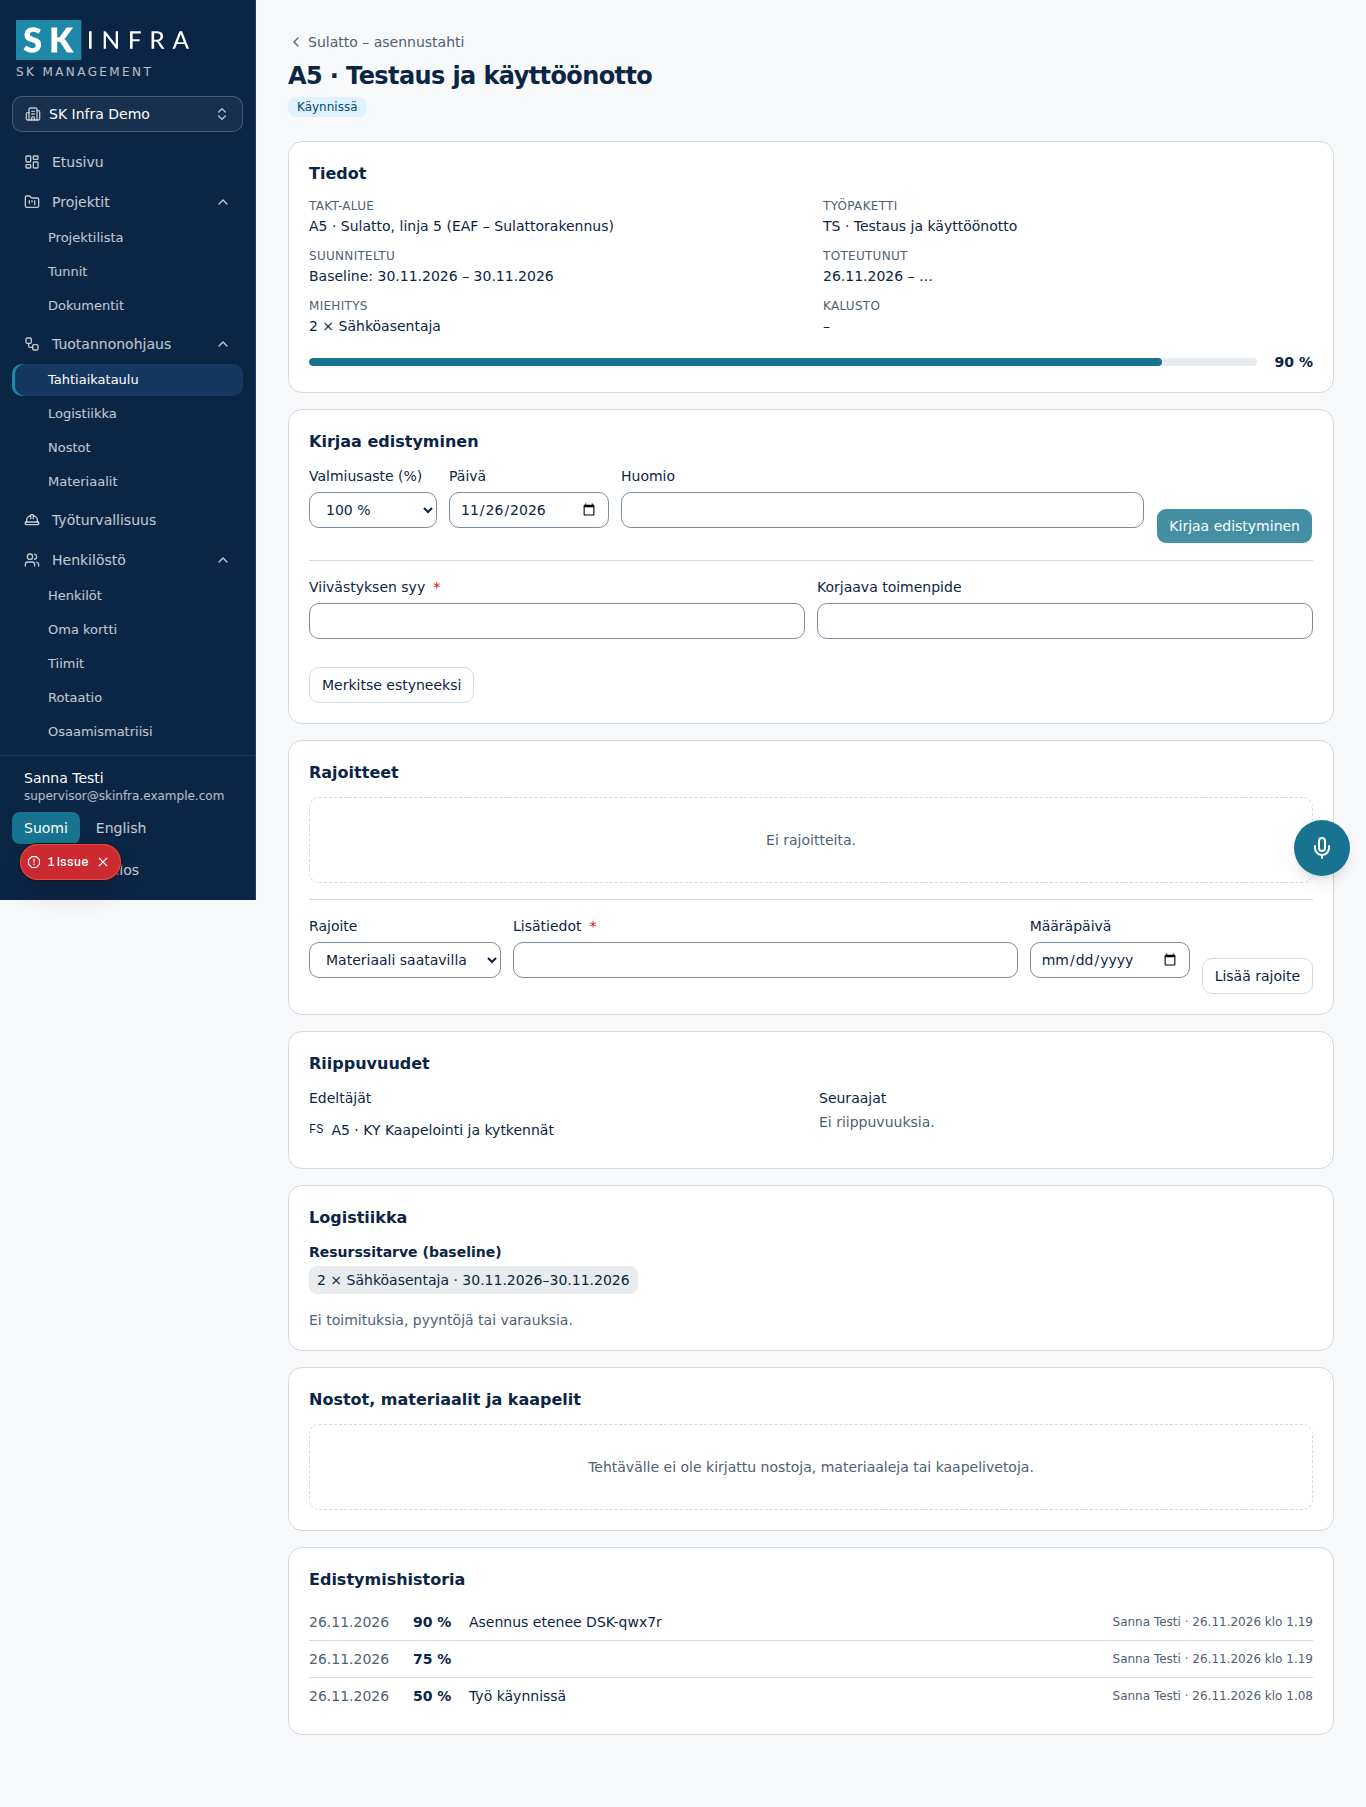 SK INFRA
SK MANAGEMENT
SK Infra Demo
Etusivu
Projektit
Projektilista
Tunnit
Dokumentit
Tuotannonohjaus
Tahtiaikataulu
Logistiikka
Nostot
Materiaalit
Työturvallisuus
Henkilöstö
Henkilöt
Oma kortti
Tiimit
Rotaatio
Osaamismatriisi
Sanna Testi
supervisor@skinfra.example.com
Suomi English
1 Issue
Sulatto – asennustahti
A5 · Testaus ja käyttöönotto
Käynnissä
Tiedot
TAKT-ALUE
A5 · Sulatto, linja 5 (EAF – Sulattorakennus)
TYÖPAKETTI
TS · Testaus ja käyttöönotto
SUUNNITELTU
Baseline: 30.11.2026 – 30.11.2026
TOTEUTUNUT
26.11.2026 – ...
MIEHITYS
2 × Sähköasentaja
KALUSTO
–
90 %
Kirjaa edistyminen
Valmiusaste (%) Päivä Huomio
100 % 11/26/2026
Kirjaa edistyminen
Viivästyksen syy * Korjaava toimenpide
Merkitse estyneeksi
Rajoitteet
Ei rajoitteita.
Rajoite Lisätiedot * Määräpäivä
Materiaali saatavilla mm/dd/yyyy
Lisää rajoite
Riippuvuudet
Edeltäjät
FS A5 · KY Kaapelointi ja kytkennät
Seuraajat
Ei riippuvuuksia.
Logistiikka
Resurssitarve (baseline)
2 × Sähköasentaja · 30.11.2026–30.11.2026
Ei toimituksia, pyyntöjä tai varauksia.
Nostot, materiaalit ja kaapelit
Tehtävälle ei ole kirjattu nostoja, materiaaleja tai kaapelivetoja.
Edistymishistoria
26.11.2026 90 % Asennus etenee DSK-qwx7r Sanna Testi · 26.11.2026 klo 1.19
26.11.2026 75 % Sanna Testi · 26.11.2026 klo 1.19
26.11.2026 50 % Työ käynnissä Sanna Testi · 26.11.2026 klo 1.08